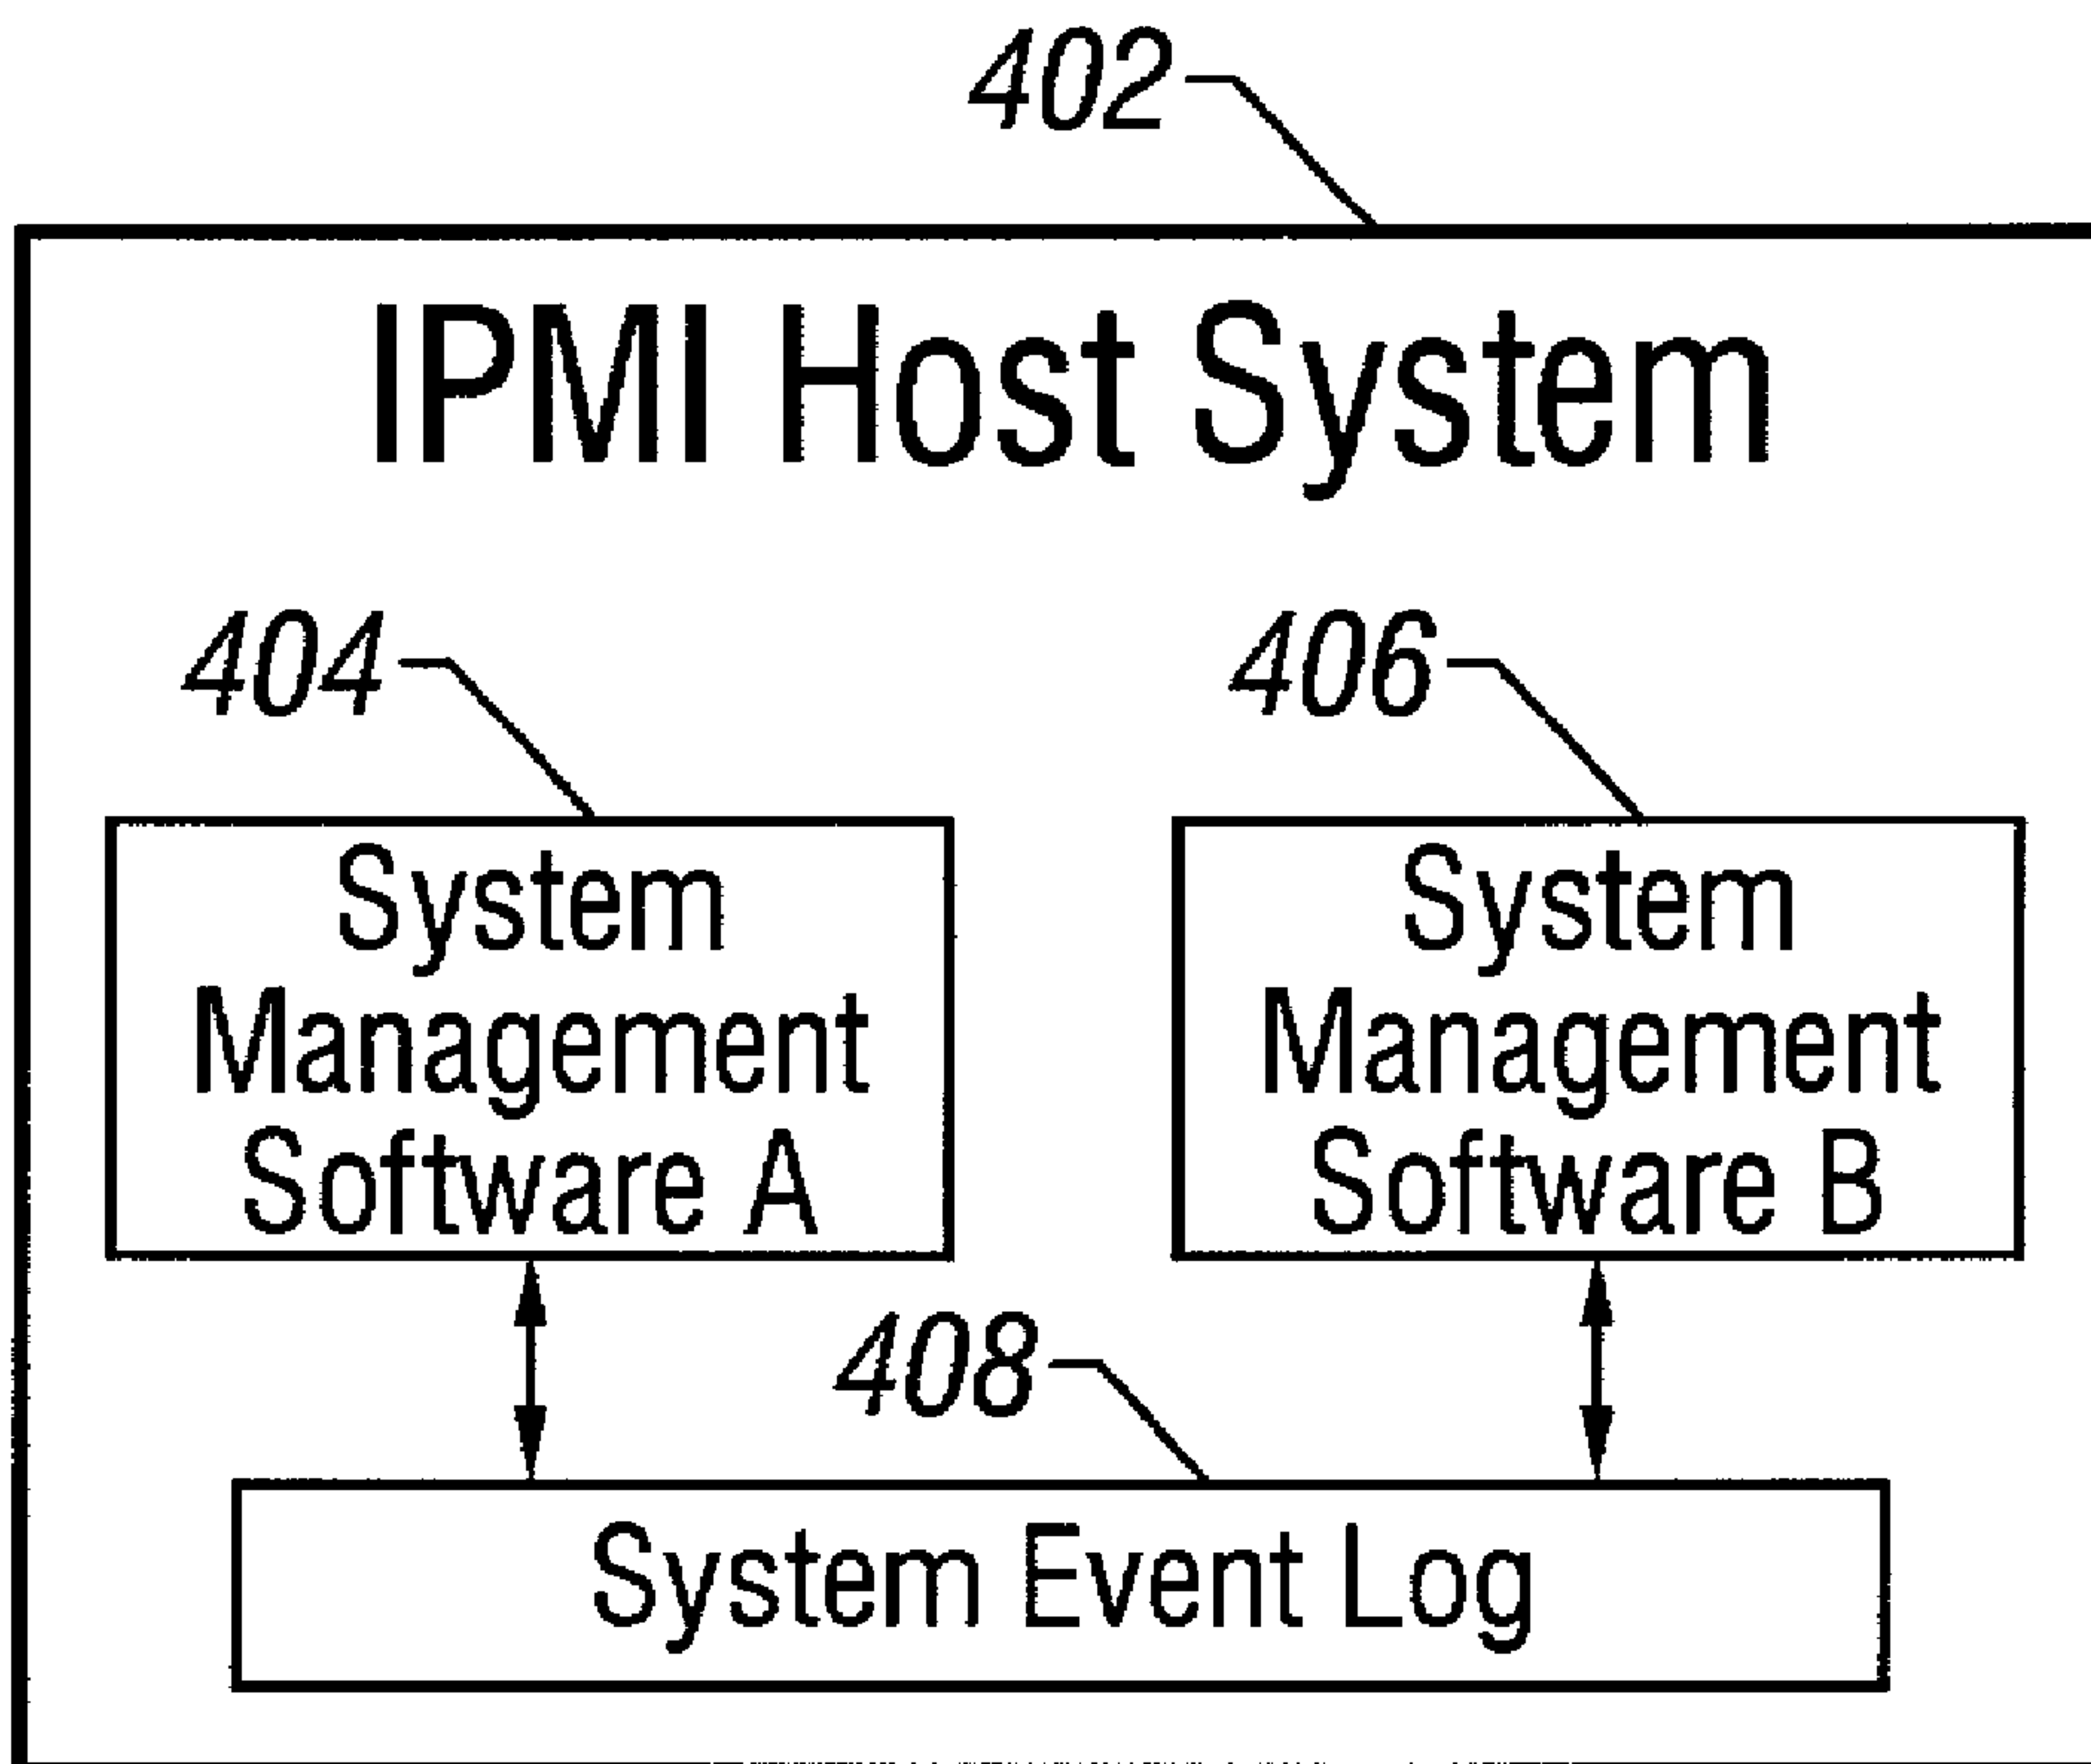 402
IPMI Host System
404
406
System
Management
Software A
System
Management
Software B
408
System Event Log